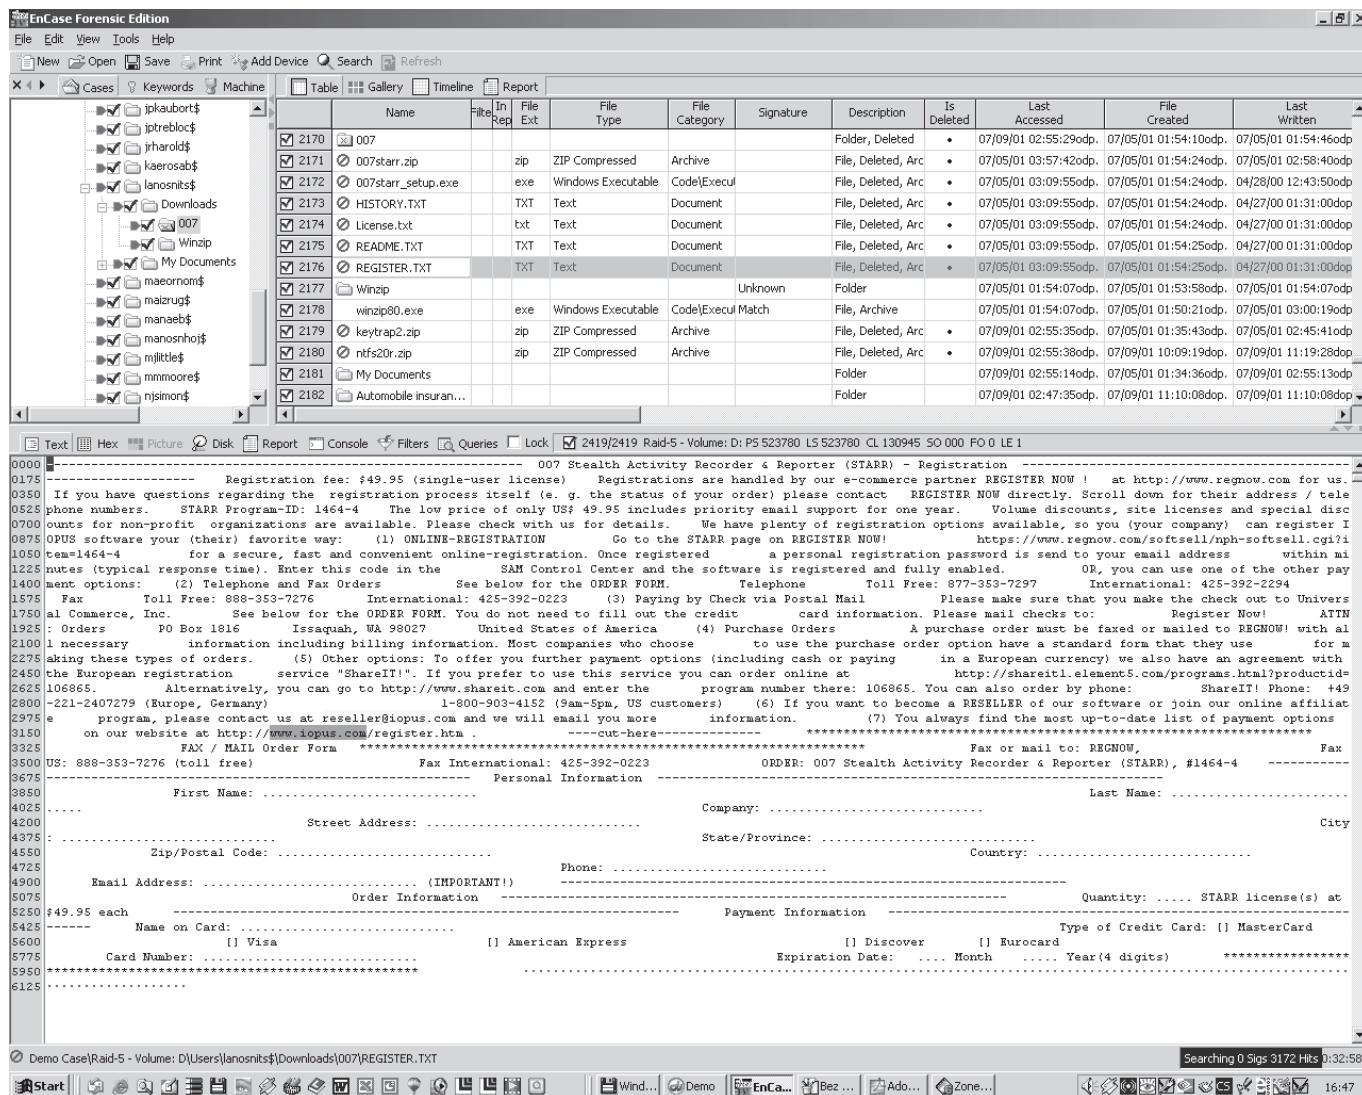 EnCase Forensic Edition
File Edit View Tools Help
New Open Save Print Add Device Search Refresh
Cases Keywords Machine Table Gallery Timeline Report
jpkaubort$
jptrebloc$
jrharold$
kaerosab$
lanosnits$
Downloads
007
Winzip
My Documents
maeornom$
maizrug$
manaeb$
manosnhoj$
mjlittle$
mmmoore$
njsimon$
Name Filte In Rep File Ext File Type File Category Signature Description Is Deleted Last Accessed File Created Last Written
2170 007 Folder, Deleted • 07/09/01 02:55:29odp. 07/05/01 01:54:10odp. 07/05/01 01:54:46odp
2171 007starr.zip zip ZIP Compressed Archive File, Deleted, Arc • 07/05/01 03:57:42odp. 07/05/01 01:54:24odp. 07/05/01 02:58:40odp
2172 007starr_setup.exe exe Windows Executable Code\Execul File, Deleted, Arc • 07/05/01 03:09:55odp. 07/05/01 01:54:24odp. 04/28/00 12:43:50odp
2173 HISTORY.TXT TXT Text Document File, Deleted, Arc • 07/05/01 03:09:55odp. 07/05/01 01:54:24odp. 04/27/00 01:31:00dop
2174 License.txt txt Text Document File, Deleted, Arc • 07/05/01 03:09:55odp. 07/05/01 01:54:24odp. 04/27/00 01:31:00dop
2175 README.TXT TXT Text Document File, Deleted, Arc • 07/05/01 03:09:55odp. 07/05/01 01:54:25odp. 04/27/00 01:31:00dop
2176 REGISTER.TXT TXT Text Document File, Deleted, Arc • 07/05/01 03:09:55odp. 07/05/01 01:54:25odp. 04/27/00 01:31:00dop
2177 Winzip Unknown Folder 07/05/01 01:54:07odp. 07/05/01 01:53:58odp. 07/05/01 01:54:07odp
2178 winzip80.exe exe Windows Executable Code\Execul Match File, Archive 07/05/01 01:54:07odp. 07/05/01 01:50:21odp. 07/05/01 03:00:19odp
2179 keytrap2.zip zip ZIP Compressed Archive File, Deleted, Arc • 07/09/01 02:55:35odp. 07/09/01 01:35:43odp. 07/05/01 02:45:41odp
2180 ntfs20r.zip zip ZIP Compressed Archive File, Deleted, Arc • 07/09/01 02:55:38odp. 07/09/01 10:09:19dop. 07/09/01 11:19:28dop
2181 My Documents Folder 07/09/01 02:55:14odp. 07/05/01 01:34:36odp. 07/09/01 02:55:13odp
2182 Automobile insuran... Folder 07/09/01 02:47:35odp. 07/09/01 11:10:08dop. 07/09/01 11:10:08dop
Text Hex Picture Disk Report Console Filters Queries Lock 2419/2419 Raid-5 - Volume: D: PS 523780 LS 523780 CL 130945 SO 000 FO 0 LE 1
0000 ---------- 007 Stealth Activity Recorder & Reporter (STARR) - Registration ----------
0175 ---------- Registration fee: $49.95 (single-user license) Registrations are handled by our e-commerce partner REGISTER NOW ! at http://www.regnow.com for us.
0350 If you have questions regarding the registration process itself (e. g. the status of your order) please contact REGISTER NOW directly. Scroll down for their address / tele
0525 phone numbers. STARR Program-ID: 1464-4 The low price of only US$ 49.95 includes priority email support for one year. Volume discounts, site licenses and special disc
0700 ounts for non-profit organizations are available. Please check with us for details. We have plenty of registration options available, so you (your company) can register I
0875 OPUS software your (their) favorite way: (1) ONLINE-REGISTRATION Go to the STARR page on REGISTER NOW! https://www.regnow.com/softsell/nph-softsell.cgi?i
1050 tem=1464-4 for a secure, fast and convenient online-registration. Once registered a personal registration password is send to your email address within mi
1225 nutes (typical response time). Enter this code in the SAM Control Center and the software is registered and fully enabled. OR, you can use one of the other pay
1400 ment options: (2) Telephone and Fax Orders See below for the ORDER FORM. Telephone Toll Free: 877-353-7297 International: 425-392-2294
1575 Fax Toll Free: 888-353-7276 International: 425-392-0223 (3) Paying by Check via Postal Mail Please make sure that you make the check out to Univers
1750 al Commerce, Inc. See below for the ORDER FORM. You do not need to fill out the credit card information. Please mail checks to: Register Now! ATTN
1925 : Orders PO Box 1816 Issaquah, WA 98027 United States of America (4) Purchase Orders A purchase order must be faxed or mailed to REGNOW! with al
2100 l necessary information including billing information. Most companies who choose to use the purchase order option have a standard form that they use for m
2275 aking these types of orders. (5) Other options: To offer you further payment options (including cash or paying in a European currency) we also have an agreement with
2450 the European registration service "ShareIT!". If you prefer to use this service you can order online at http://shareit1.element5.com/programs.html?productid=
2625 106865. Alternatively, you can go to http://www.shareit.com and enter the program number there: 106865. You can also order by phone: ShareIT! Phone: +49
2800 -221-2407279 (Europe, Germany) 1-800-903-4152 (9am-5pm, US customers) (6) If you want to become a RESELLER of our software or join our online affiliat
2975 e program, please contact us at reseller@iopus.com and we will email you more information. (7) You always find the most up-to-date list of payment options
3150 on our website at http://www.iopus.com/register.htm . ----cut-here---------- **********
3325 FAX / MAIL Order Form ********** Fax or mail to: REGNOW, Fax
3500 US: 888-353-7276 (toll free) Fax International: 425-392-0223 ORDER: 007 Stealth Activity Recorder & Reporter (STARR), #1464-4 -----------
3675 ---------- Personal Information ----------
3850 First Name: .......... Last Name: ..........
4025 ..... Company: ..........
4200 Street Address: .......... City
4375 : .......... State/Province: ..........
4550 Zip/Postal Code: .......... Country: ..........
4725 Phone: ..........
4900 Email Address: .......... (IMPORTANT!) ----------
5075 Order Information ---------- Quantity: ..... STARR license(s) at
5250 $49.95 each ---------- Payment Information ----------
5425 ------ Name on Card: .......... Type of Credit Card: [] MasterCard
5600 [] Visa [] American Express [] Discover [] Eurocard
5775 Card Number: .......... Expiration Date: .... Month ..... Year(4 digits) *****************
5950 ********** ..........
6125 ..................
Demo Case\Raid-5 - Volume: D\Users\lanosnits$\Downloads\007\REGISTER.TXT Searching 0 Sigs 3172 Hits 0:32:58
Start Wind... Demo EnCa... Bez ... Ado... Zone... CS 16:47